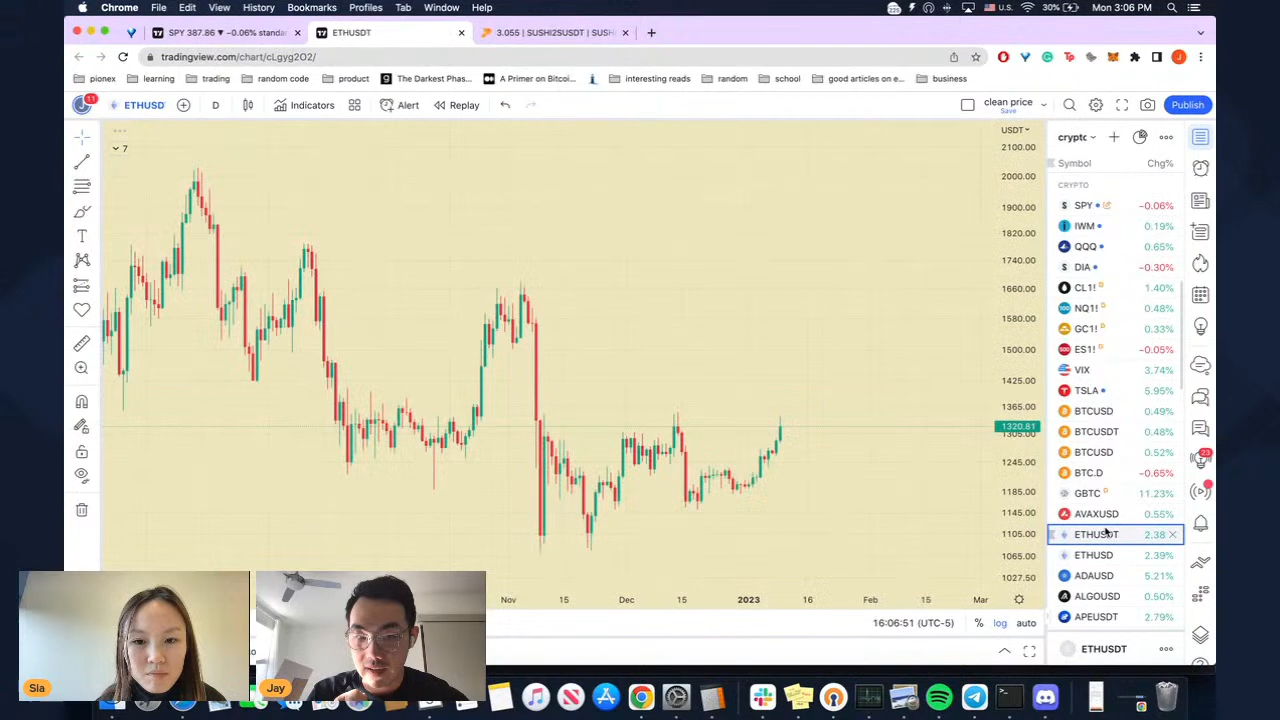 Chrome File Edit View History Bookmarks Profiles Tab Window Help 225 U.S. 30% Mon 3:06 PM
SPY 387.86 ▼ −0.06% standa ETHUSDT 3.055 | SUSHI2SUSDT | SUSH
tradingview.com/chart/cLgyg2O2/
pionex learning trading random code product The Darkest Phas... A Primer on Bitcoi... interesting reads random school good articles on e... business
11 ETHUSD D Indicators Alert Replay clean price Save Publish
7
USDT
2100.00
2000.00
1900.00
1820.00
1740.00
1660.00
1580.00
1500.00
1425.00
1365.00
1320.81
1305.00
1245.00
1185.00
1145.00
1105.00
1065.00
1027.50
crypto
Symbol Chg%
CRYPTO
SPY −0.06%
IWM 0.19%
QQQ 0.65%
DIA −0.30%
CL1! D 1.40%
NQ1! D 0.48%
GC1! D 0.33%
ES1! D −0.05%
VIX 3.74%
TSLA 5.95%
BTCUSD 0.49%
BTCUSDT 0.48%
BTCUSD 0.52%
BTC.D −0.65%
GBTC D 11.23%
AVAXUSD 0.55%
ETHUSDT 2.38
ETHUSD 2.39%
ADAUSD 5.21%
ALGOUSD 0.50%
APEUSDT 2.79%
23
Nov 15 Dec 15 2023 16 Feb 15 Mar
16:06:51 (UTC-5) % log auto
ETHUSDT
Sia
Jay